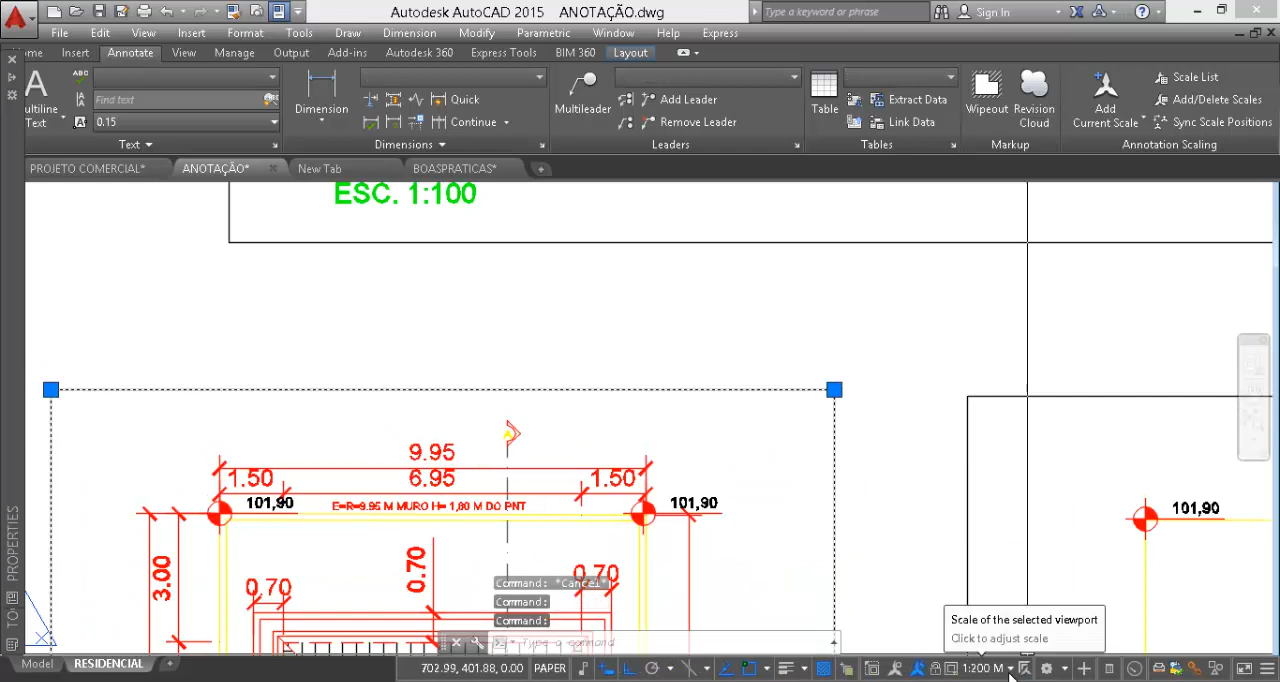 Autodesk AutoCAD 2015 ANOTAÇÃO.dwg
Type a keyword or phrase
Sign In
File Edit View Insert Format Tools Draw Dimension Modify Parametric Window Help Express
me Insert Annotate View Manage Output Add-ins Autodesk 360 Express Tools BIM 360 Layout
A
ultiline
Text
ABC
Find text
0.15
Text
Dimension
Quick
Continue
Dimensions
Multileader
Add Leader
Remove Leader
Leaders
Table
Extract Data
Link Data
Tables
Wipeout
Revision
Cloud
Markup
Add
Current Scale
Scale List
Add/Delete Scales
Sync Scale Positions
Annotation Scaling
PROJETO COMERCIAL* ANOTAÇÃO* New Tab BOASPRATICAS*
ESC. 1:100
9.95
1.50 6.95 1.50
101,90 E=R=9.95 M MURO H= 1,80 M DO PNT 101,90
101,90
3.00
0.70
0.70
0.70
Command: *Cancel*
Command:
Command:
Type a command
Scale of the selected viewport
Click to adjust scale
PROPERTIES
TO
Model RESIDENCIAL
702.99, 401.88, 0.00 PAPER
1:200 M